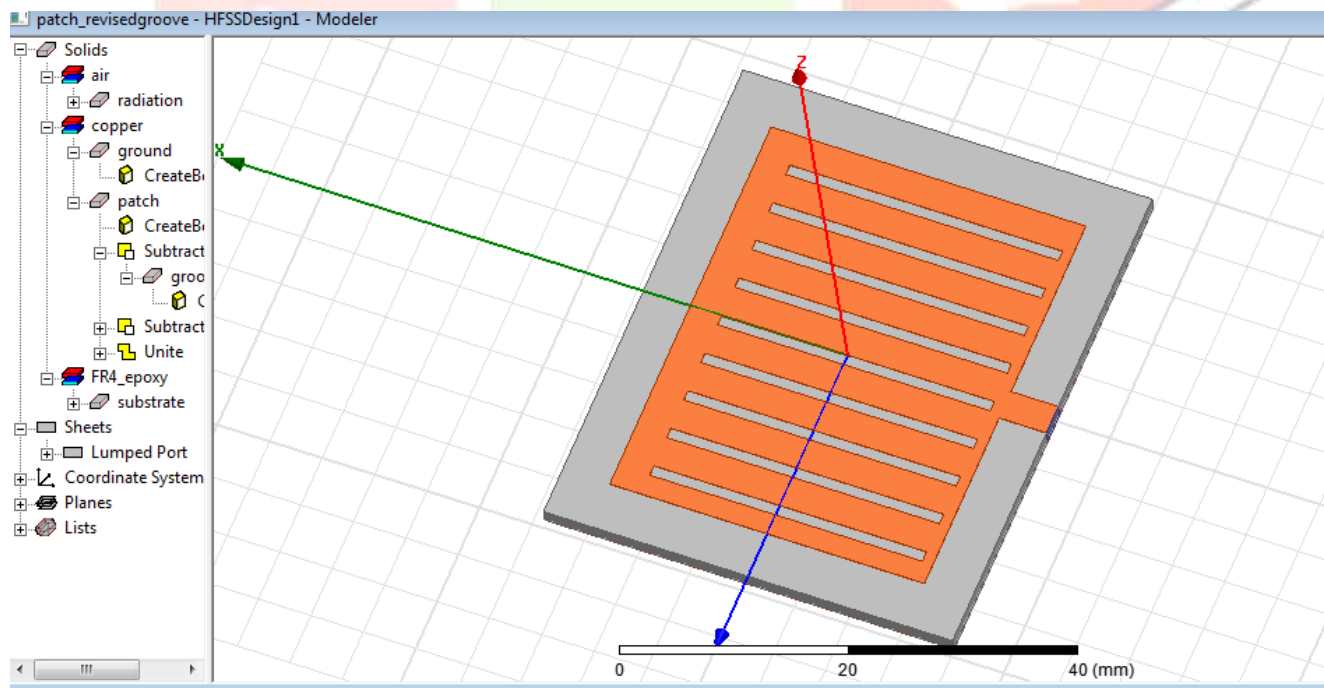 patch_revisedgroove - HFSSDesign1 - Modeler
Solids
air
radiation
copper
ground
CreateB
patch
CreateB
Subtract
groo
C
Subtract
Unite
FR4_epoxy
substrate
Sheets
Lumped Port
Coordinate System
Planes
Lists
Z
X
0 20 40 (mm)